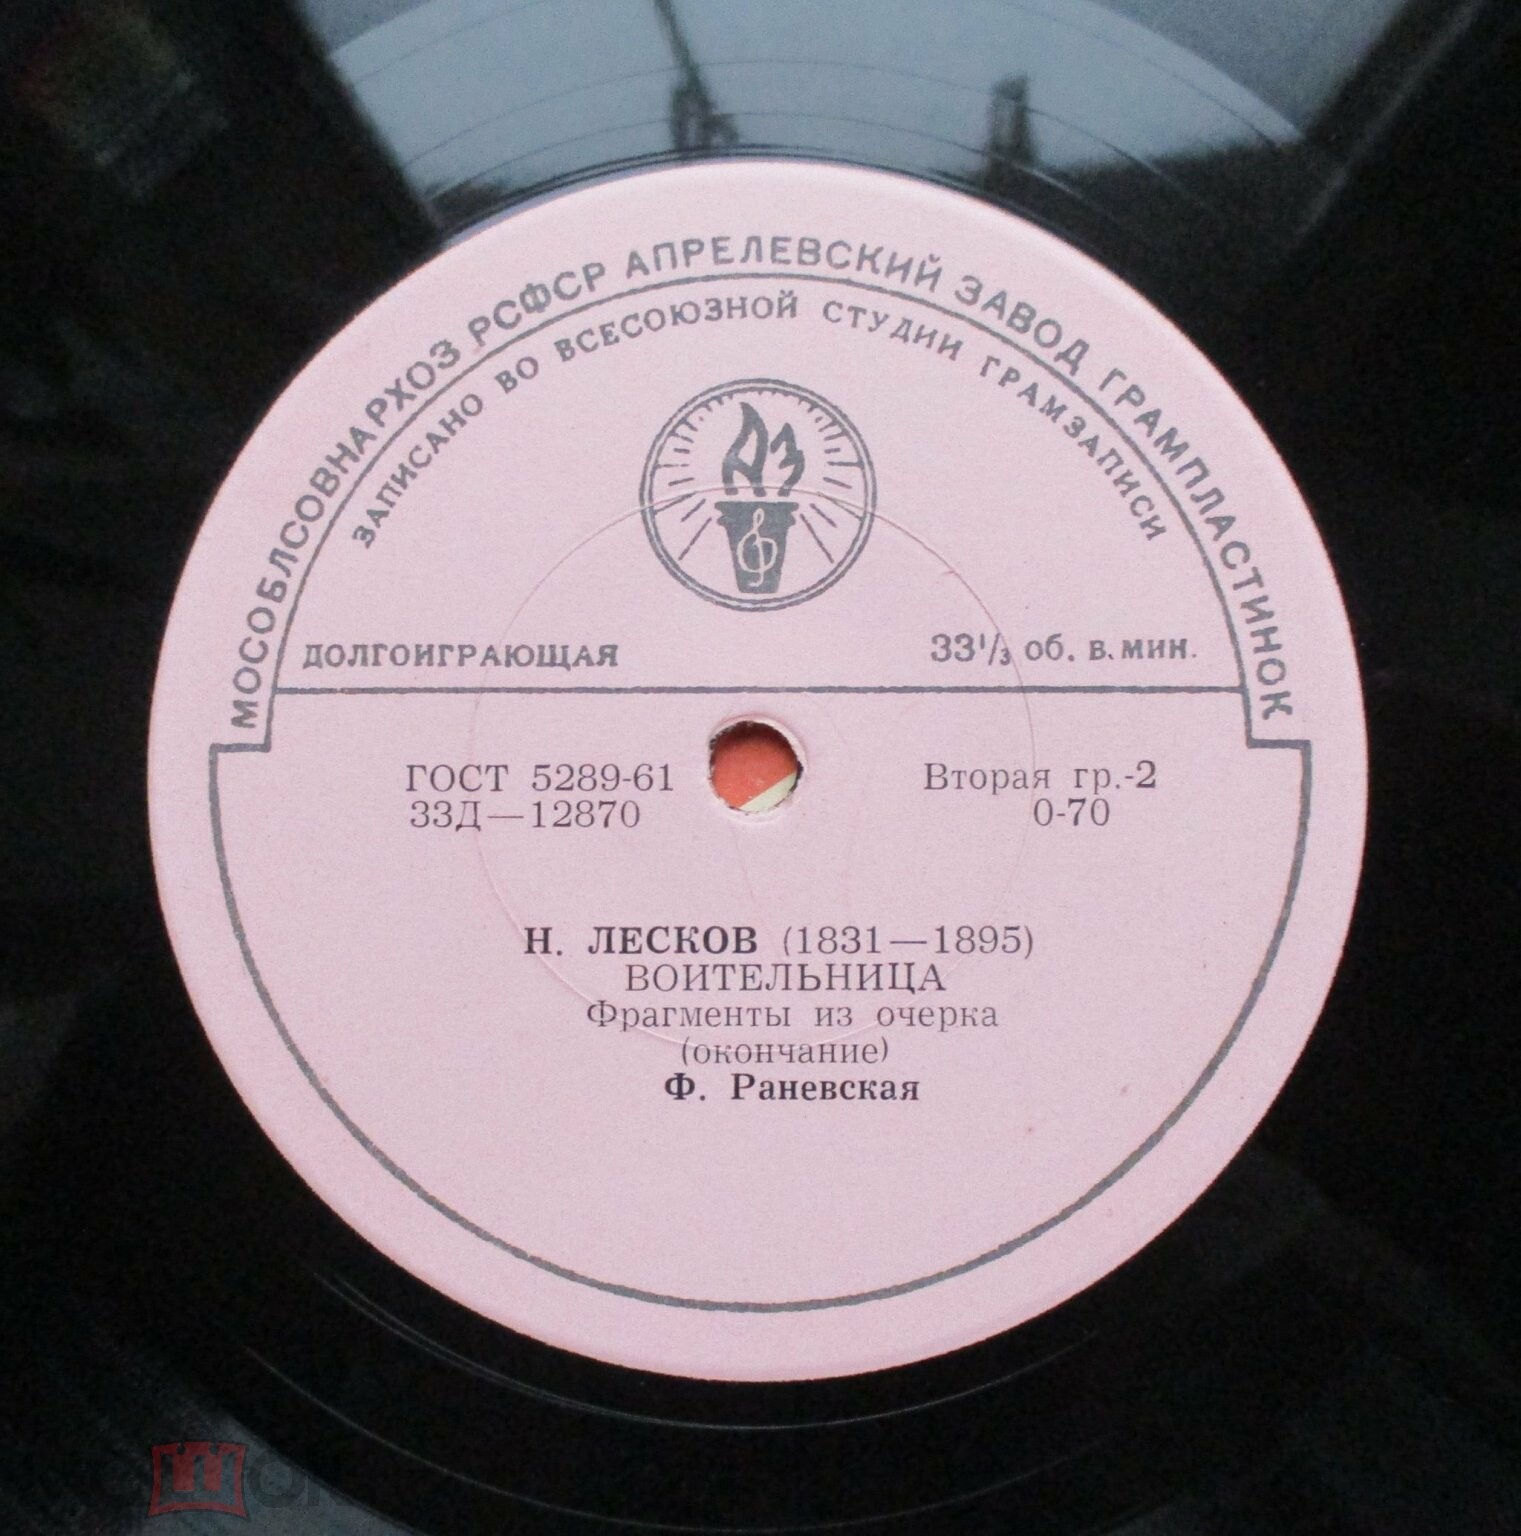 МОСОБЛСОВНАРХОЗ РСФСР АПРЕЛЕВСКИЙ ЗАВОД ГРАМПЛАСТИНОК
ЗАПИСАНО ВО ВСЕСОЮЗНОЙ СТУДИИ ГРАМЗАПИСИ
АЗ
ДОЛГОИГРАЮЩАЯ 33⅓ об. в. мин.
ГОСТ 5289-61 Вторая гр.-2
33Д—12870 0-70
Н. ЛЕСКОВ (1831—1895)
ВОИТЕЛЬНИЦА
Фрагменты из очерка
(окончание)
Ф. Раневская